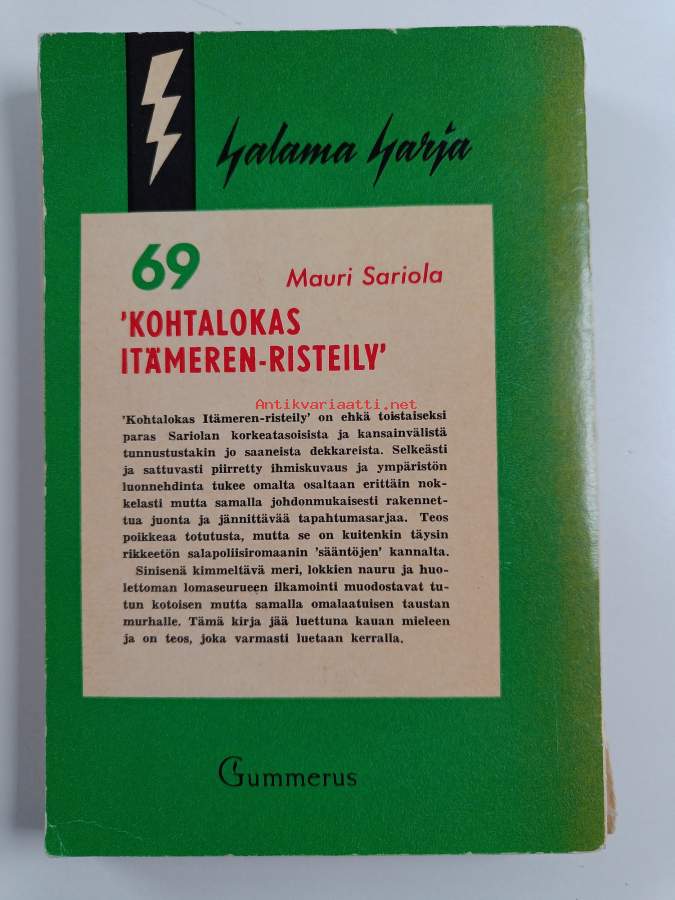 Salama Sarja
69
Mauri Sariola
'KOHTALOKAS
ITÄMEREN-RISTEILY'
Antikvariaatti.net
'Kohtalokas Itämeren-risteily' on ehkä toistaiseksi
paras Sariolan korkeatasoisista ja kansainvälistä
tunnustustakin jo saaneista dekkareista. Selkeästi
ja sattuvasti piirretty ihmiskuvaus ja ympäristön
luonnehdinta tukee omalta osaltaan erittäin nok-
kelasti mutta samalla johdonmukaisesti rakennet-
tua juonta ja jännittävää tapahtumasarjaa. Teos
poikkeaa totutusta, mutta se on kuitenkin täysin
rikkeetön salapoliisiromaanin 'sääntöjen' kannalta.
Sinisenä kimmeltävä meri, lokkien nauru ja huo-
lettoman lomaseurueen ilkamointi muodostavat tu-
tun kotoisen mutta samalla omalaatuisen taustan
murhalle. Tämä kirja jää luettuna kauan mieleen
ja on teos, joka varmasti luetaan kerralla.
Gummerus